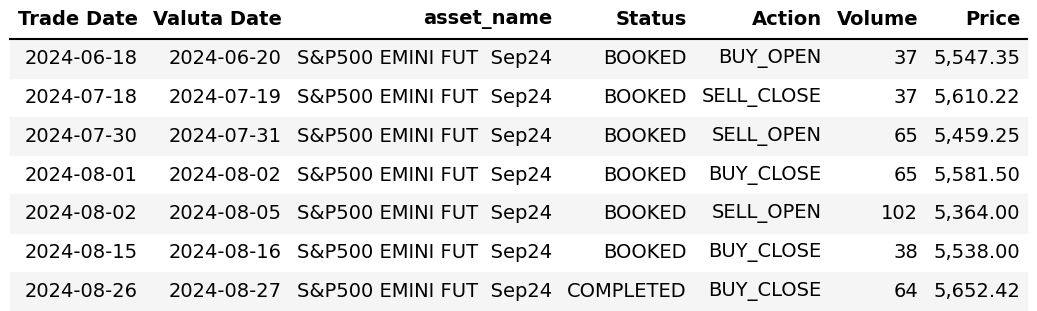 Trade Date Valuta Date asset_name Status Action Volume Price
2024-06-18 2024-06-20 S&P500 EMINI FUT  Sep24 BOOKED BUY_OPEN 37 5,547.35
2024-07-18 2024-07-19 S&P500 EMINI FUT  Sep24 BOOKED SELL_CLOSE 37 5,610.22
2024-07-30 2024-07-31 S&P500 EMINI FUT  Sep24 BOOKED SELL_OPEN 65 5,459.25
2024-08-01 2024-08-02 S&P500 EMINI FUT  Sep24 BOOKED BUY_CLOSE 65 5,581.50
2024-08-02 2024-08-05 S&P500 EMINI FUT  Sep24 BOOKED SELL_OPEN 102 5,364.00
2024-08-15 2024-08-16 S&P500 EMINI FUT  Sep24 BOOKED BUY_CLOSE 38 5,538.00
2024-08-26 2024-08-27 S&P500 EMINI FUT  Sep24 COMPLETED BUY_CLOSE 64 5,652.42